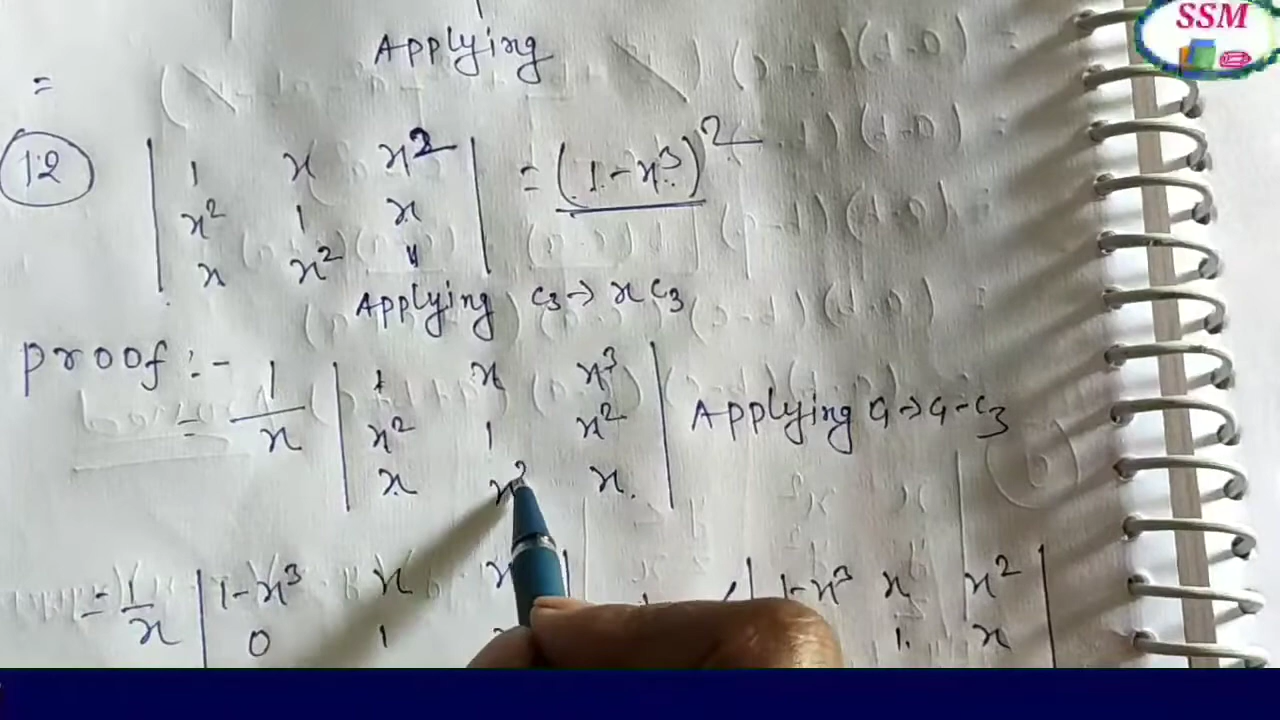 SSM
Applying
=
12 | 1 x x² | = (1-x³)²
| x² 1 x |
| x x² 1 |
Applying C3→xC3
Proof:-
= 1/x | 1 x x³ | Applying C1→C1-C3
| x² 1 x² |
| x x² x |
= 1/x | 1-x³ x | 1-x³ x x² |
| 0 1 1 x |